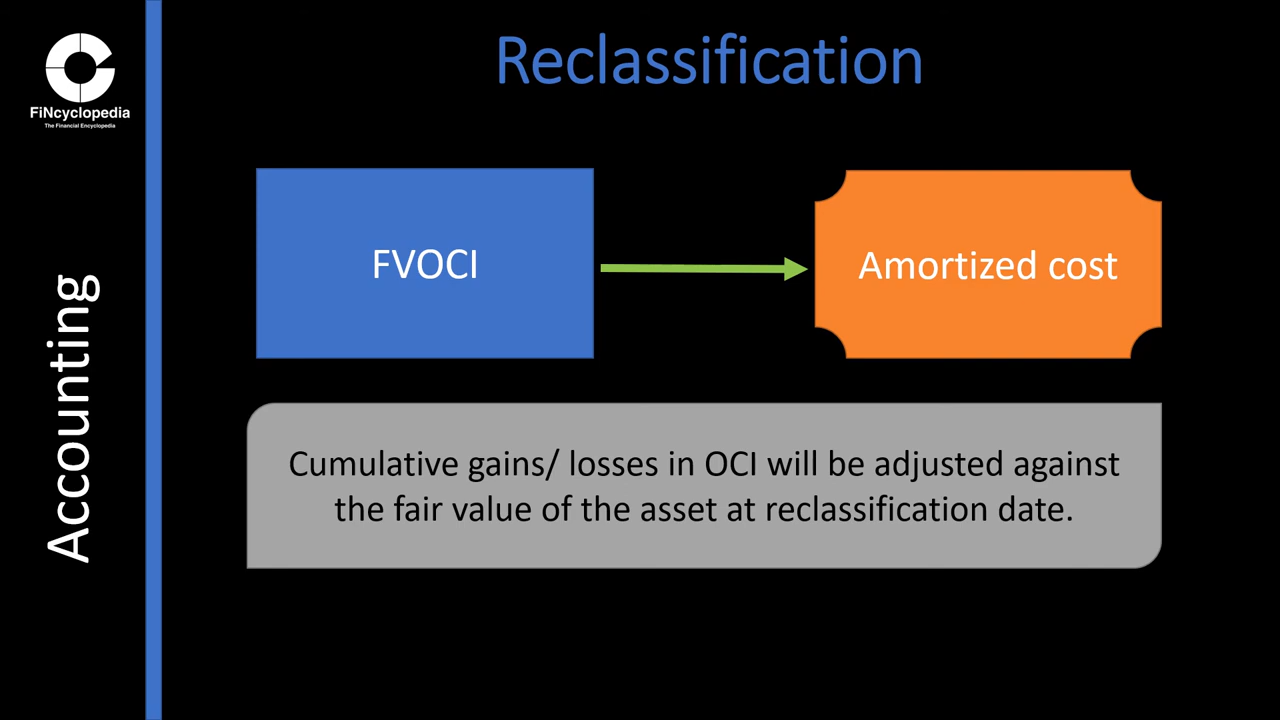 FiNcyclopedia
The Financial Encyclopedia
Accounting
Reclassification
FVOCI
Amortized cost
Cumulative gains/ losses in OCI will be adjusted against
the fair value of the asset at reclassification date.